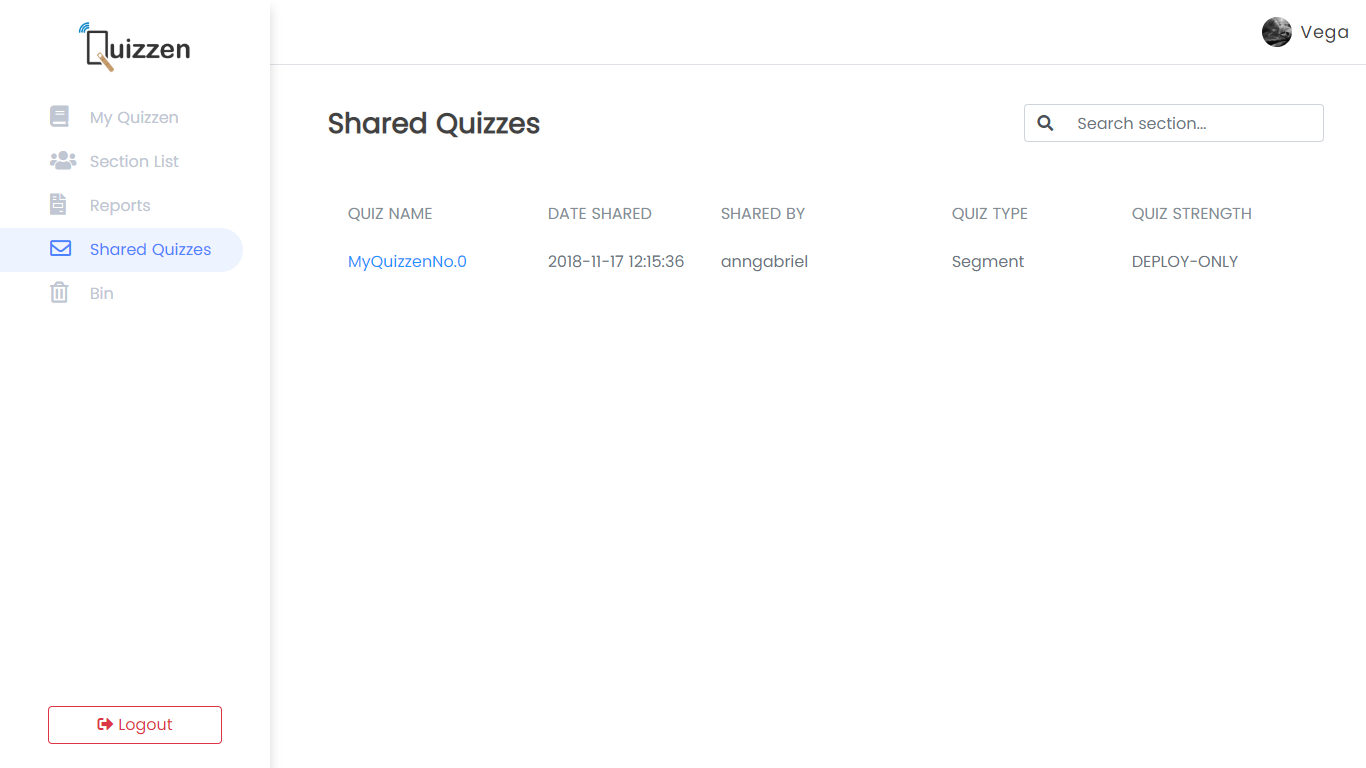 Quizzen
Vega
My Quizzen
Section List
Reports
Shared Quizzes
Bin
Logout
Shared Quizzes
Search section...
QUIZ NAME DATE SHARED SHARED BY QUIZ TYPE QUIZ STRENGTH
MyQuizzenNo.0 2018-11-17 12:15:36 anngabriel Segment DEPLOY-ONLY